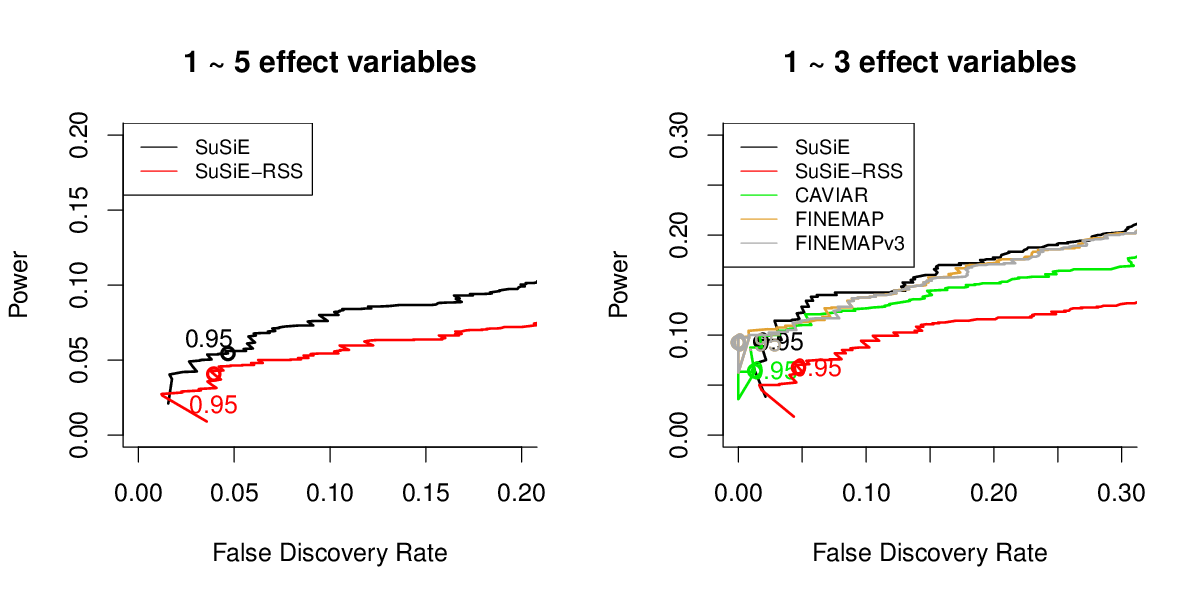 1 ~ 5 effect variables
Power
0.20
0.15
0.10
0.05
0.00
SuSiE
SuSiE−RSS
0.95
0.95
0.00 0.05 0.10 0.15 0.20
False Discovery Rate
1 ~ 3 effect variables
Power
0.30
0.20
0.10
0.00
SuSiE
SuSiE−RSS
CAVIAR
FINEMAP
FINEMAPv3
0.95
0.95
0.95
0.00 0.10 0.20 0.30
False Discovery Rate